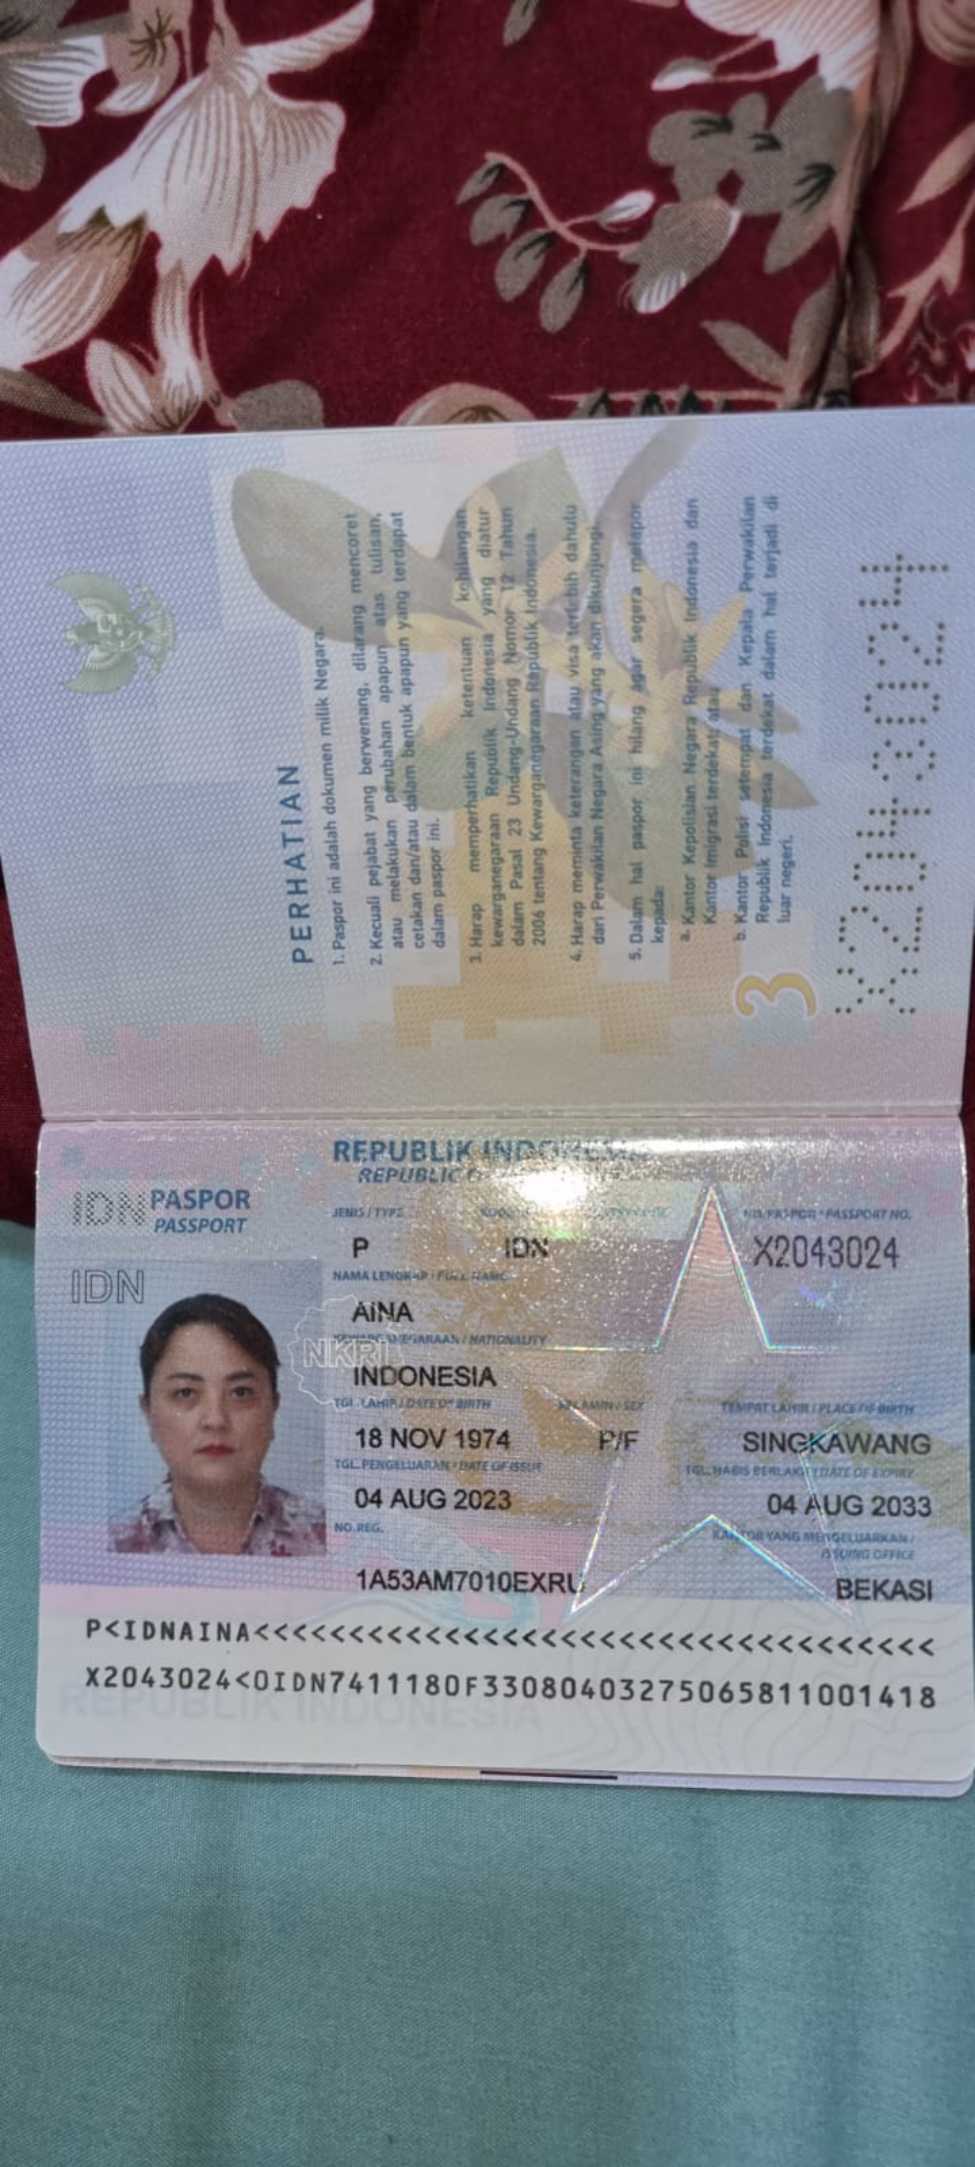 PERHATIAN
1. Paspor ini adalah dokumen milik Negara.
2. Kecuali pejabat yang berwenang, dilarang mencoret
atau melakukan perubahan apapun atas tulisan,
cetakan dan/atau dalam bentuk apapun yang terdapat
dalam paspor ini.
3. Harap memperhatikan ketentuan kehilangan
kewarganegaraan Republik Indonesia yang diatur
dalam Pasal 23 Undang-Undang Nomor 12 Tahun
2006 tentang Kewarganegaraan Republik Indonesia.
4. Harap meminta keterangan atau visa terlebih dahulu
dari Perwakilan Negara Asing yang akan dikunjungi.
5. Dalam hal paspor ini hilang agar segera melapor
kepada:
a. Kantor Kepolisian Negara Republik Indonesia dan
Kantor Imigrasi terdekat atau
b. Kantor Polisi setempat dan Kepala Perwakilan
Republik Indonesia terdekat dalam hal terjadi di
luar negeri.
3
X2043024
REPUBLIK INDONESIA
REPUBLIC
IDN PASPOR
PASSPORT
JENIS / TYPE
NO. PASPOR / PASSPORT NO.
P IDN X2043024
IDN
NAMA LENGKAP / FULL NAME
AINA
KEWARGANEGARAAN / NATIONALITY
NKRI
INDONESIA
TGL. LAHIR / DATE OF BIRTH KELAMIN / SEX TEMPAT LAHIR / PLACE OF BIRTH
18 NOV 1974 P/F SINGKAWANG
TGL. PENGELUARAN / DATE OF ISSUE TGL. HABIS BERLAKU / DATE OF EXPIRY
04 AUG 2023 04 AUG 2033
NO. REG. KANTOR YANG MENGELUARKAN /
ISSUING OFFICE
1A53AM7010EXRU BEKASI
P<IDNAINA<<<<<<<<<<<<<<<<<<<<<<<<<<<<<<<<<<<
X2043024<0IDN7411180F33080403275065811001418
REPUBLIK INDONESIA